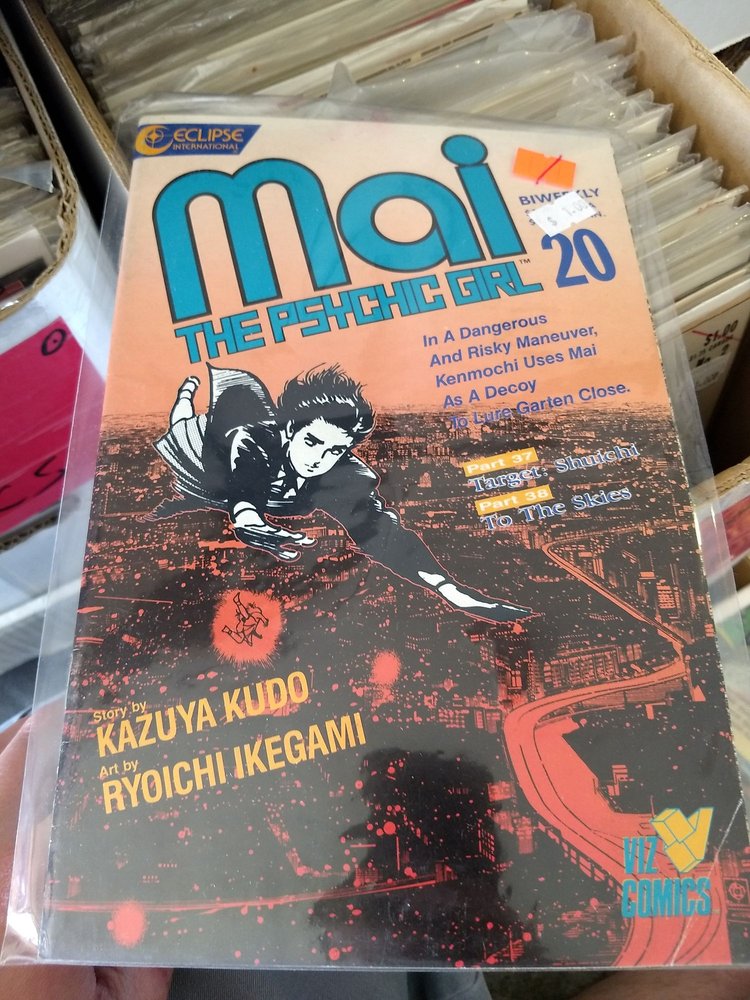 ECLIPSE
INTERNATIONAL
mai
THE PSYCHIC GIRL™
BIWEEKLY
$ 1.00
20
In A Dangerous
And Risky Maneuver,
Kenmochi Uses Mai
As A Decoy
To Lure Garten Close.
Part 37
Target: Shuichi
Part 38
To The Skies
Story by
KAZUYA KUDO
Art by
RYOICHI IKEGAMI
VIZ
COMICS
$1.00